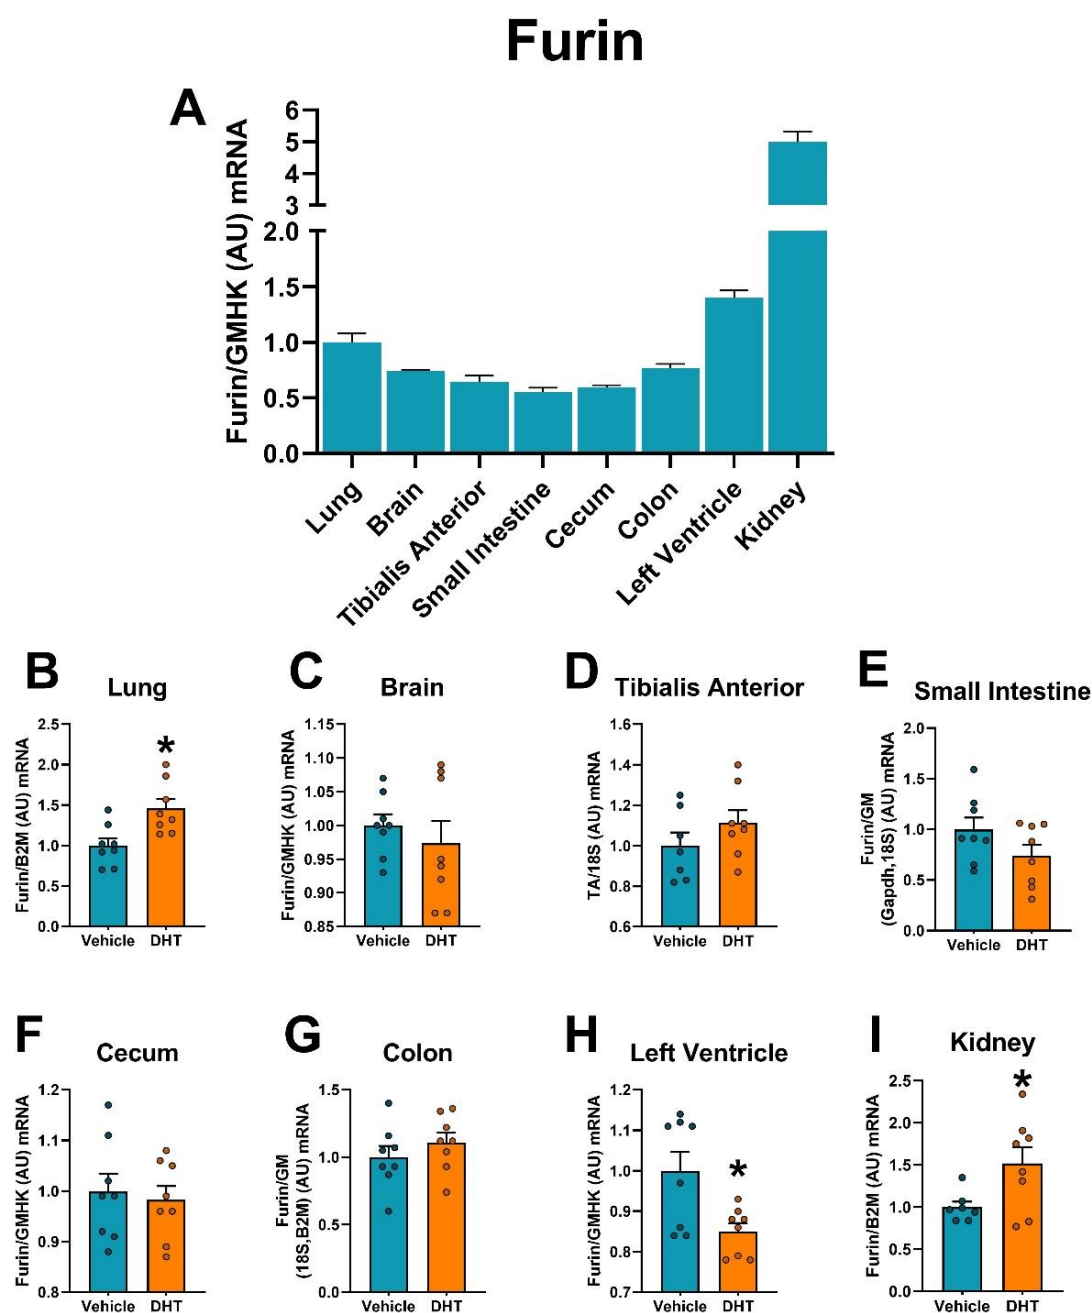 Furin
A
Furin/GMHK (AU) mRNA
6
5
4
3
2.0
1.5
1.0
0.5
0.0
Lung
Brain
Tibialis Anterior
Small Intestine
Cecum
Colon
Left Ventricle
Kidney
B
Lung
Furin/B2M (AU) mRNA
2.5
2.0
1.5
1.0
0.5
0.0
*
Vehicle DHT
C
Brain
Furin/GMHK (AU) mRNA
1.15
1.10
1.05
1.00
0.95
0.90
0.85
Vehicle DHT
D
Tibialis Anterior
TA/18S (AU) mRNA
1.6
1.4
1.2
1.0
0.8
0.6
Vehicle DHT
E
Small Intestine
Furin/GM
(Gapdh,18S) (AU) mRNA
2.0
1.5
1.0
0.5
0.0
Vehicle DHT
F
Cecum
Furin/GMHK (AU) mRNA
1.2
1.1
1.0
0.9
0.8
Vehicle DHT
G
Colon
Furin/GM
(18S,B2M) (AU) mRNA
1.5
1.0
0.5
0.0
Vehicle DHT
H
Left Ventricle
Furin/GMHK (AU) mRNA
1.2
1.1
1.0
0.9
0.8
0.7
*
Vehicle DHT
I
Kidney
Furin/B2M (AU) mRNA
2.5
2.0
1.5
1.0
0.5
0.0
*
Vehicle DHT